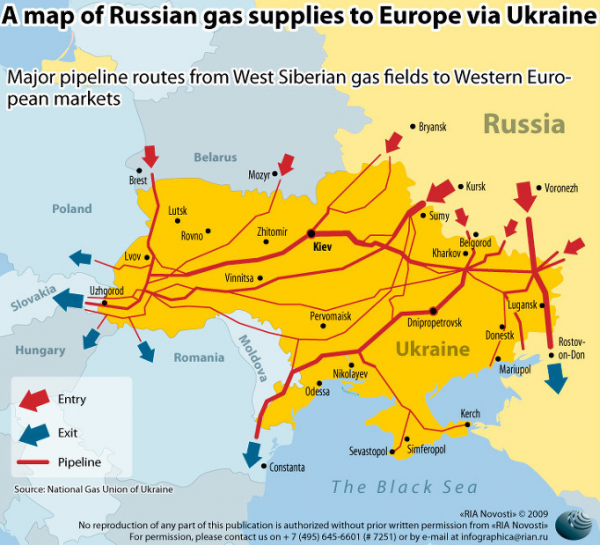 A map of Russian gas supplies to Europe via Ukraine
Major pipeline routes from West Siberian gas fields to Western Euro-
pean markets
Bryansk
Russia
Belarus
Brest
Mozyr
Kursk
Voronezh
Poland
Lutsk
Rovno
Zhitomir
Kiev
Sumy
Belgorod
Kharkov
Lvov
Vinnitsa
Slovakia
Uzhgorod
Lugansk
Pervomaisk
Dnipropetrovsk
Donestk
Hungary
Romania
Moldova
Ukraine
Rostov-
on-Don
Mariupol
Nikolayev
Odessa
Kerch
Simferopol
Sevastopol
Constanta
Entry
Exit
Pipeline
Source: National Gas Union of Ukraine
The Black Sea
«RIA Novosti» © 2009
No reproduction of any part of this publication is authorized without prior written permission from «RIA Novosti»
For permission, please contact us on + 7 (495) 645-6601 (# 7251) or by e-mail at infographica@rian.ru